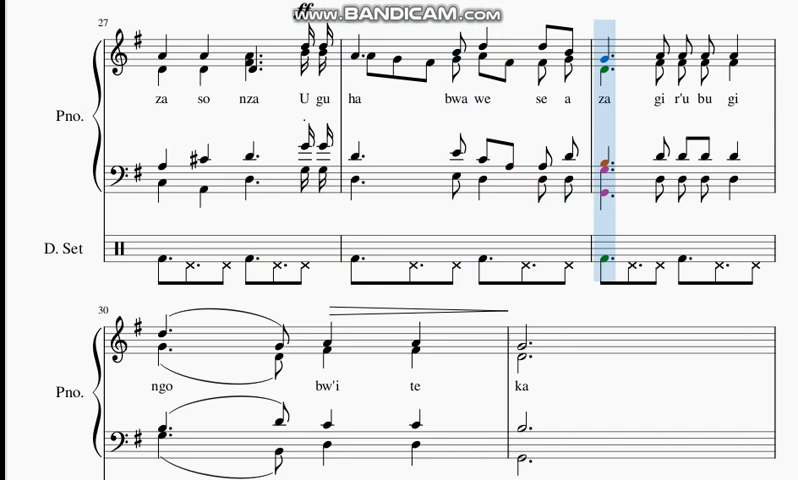 www.BANDICAM.com
27
ff
za so nza U gu ha bwa we se a za gi r'u bu gi
Pno.
D. Set
30
ngo bw'i te ka
Pno.